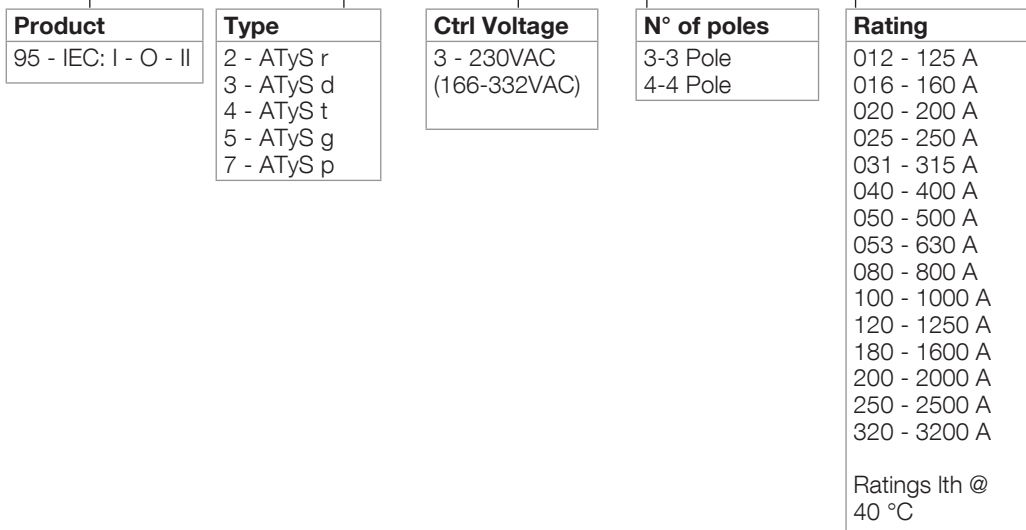 Product
95 - IEC: I - O - II
Type
2 - ATyS r
3 - ATyS d
4 - ATyS t
5 - ATyS g
7 - ATyS p
Ctrl Voltage
3 - 230VAC
(166-332VAC)
N° of poles
3-3 Pole
4-4 Pole
Rating
012 - 125 A
016 - 160 A
020 - 200 A
025 - 250 A
031 - 315 A
040 - 400 A
050 - 500 A
053 - 630 A
080 - 800 A
100 - 1000 A
120 - 1250 A
180 - 1600 A
200 - 2000 A
250 - 2500 A
320 - 3200 A
Ratings Ith @
40 °C